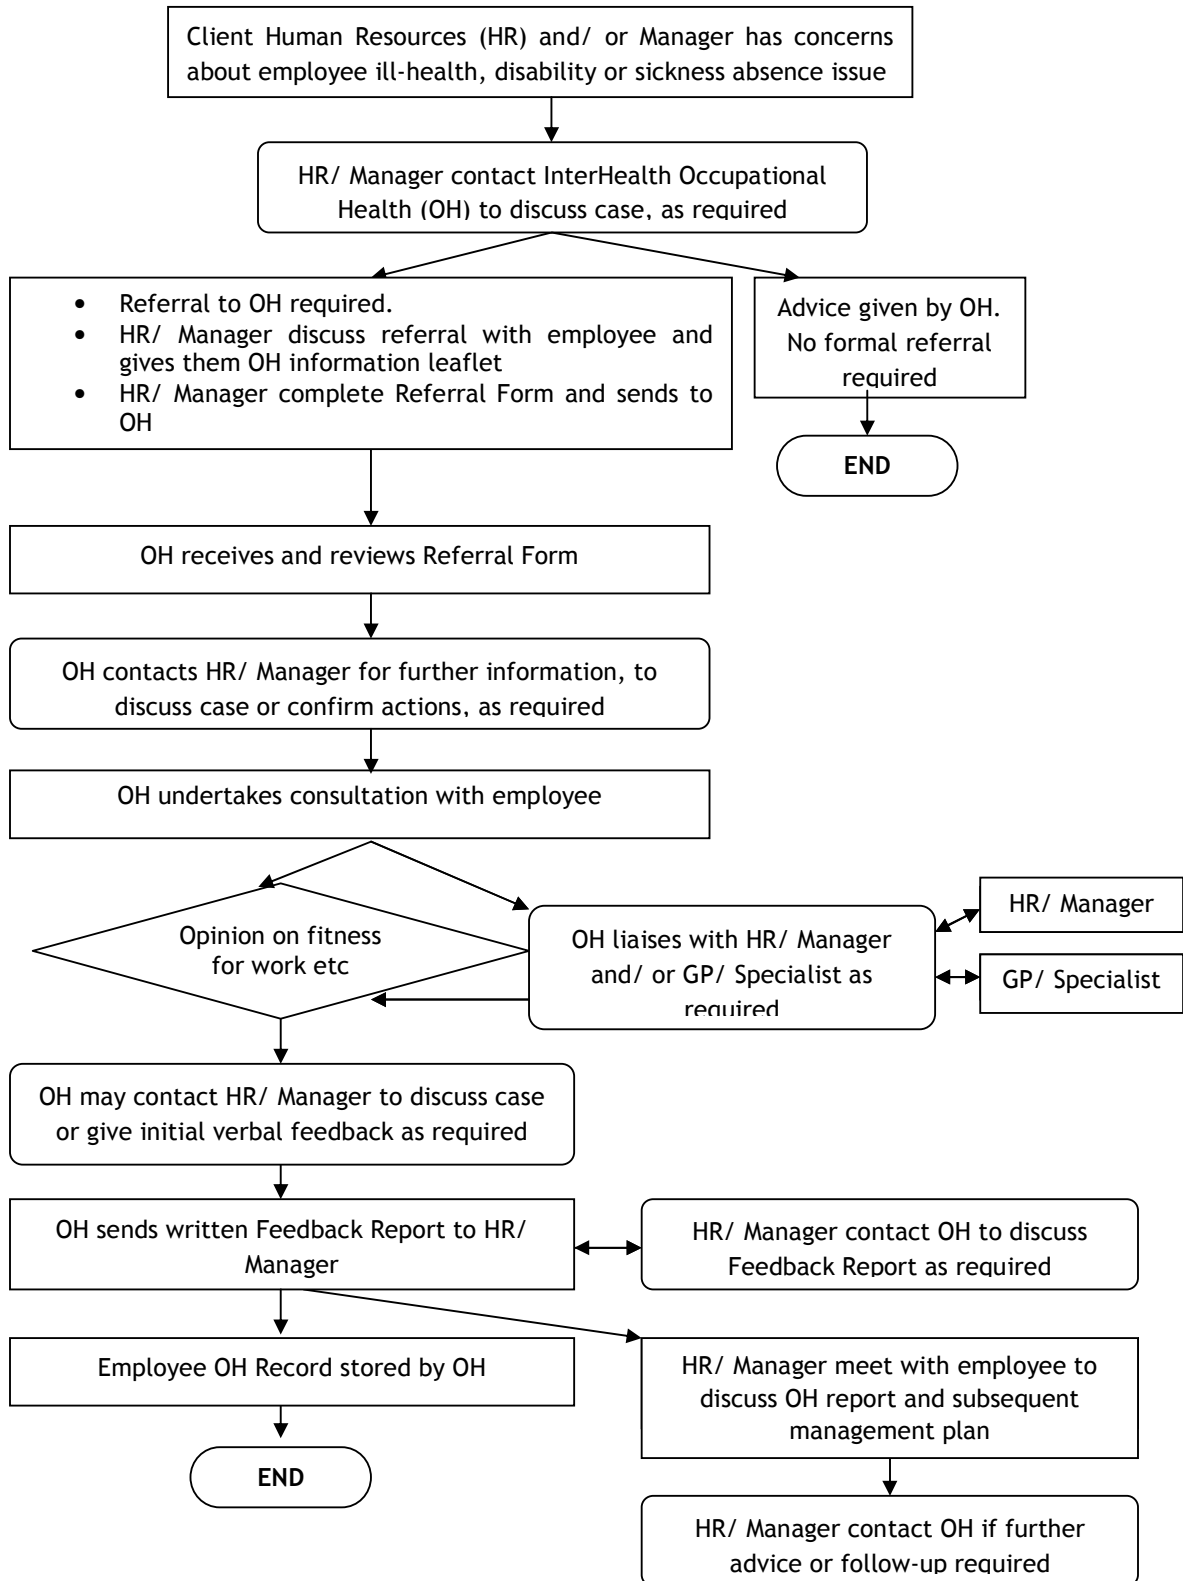 Client Human Resources (HR) and/ or Manager has concerns
about employee ill-health, disability or sickness absence issue
HR/ Manager contact InterHealth Occupational
Health (OH) to discuss case, as required
• Referral to OH required.
• HR/ Manager discuss referral with employee and
gives them OH information leaflet
• HR/ Manager complete Referral Form and sends to
OH
Advice given by OH.
No formal referral
required
END
OH receives and reviews Referral Form
OH contacts HR/ Manager for further information, to
discuss case or confirm actions, as required
OH undertakes consultation with employee
Opinion on fitness
for work etc
OH liaises with HR/ Manager
and/ or GP/ Specialist as
required
HR/ Manager
GP/ Specialist
OH may contact HR/ Manager to discuss case
or give initial verbal feedback as required
OH sends written Feedback Report to HR/
Manager
HR/ Manager contact OH to discuss
Feedback Report as required
Employee OH Record stored by OH
END
HR/ Manager meet with employee to
discuss OH report and subsequent
management plan
HR/ Manager contact OH if further
advice or follow-up required